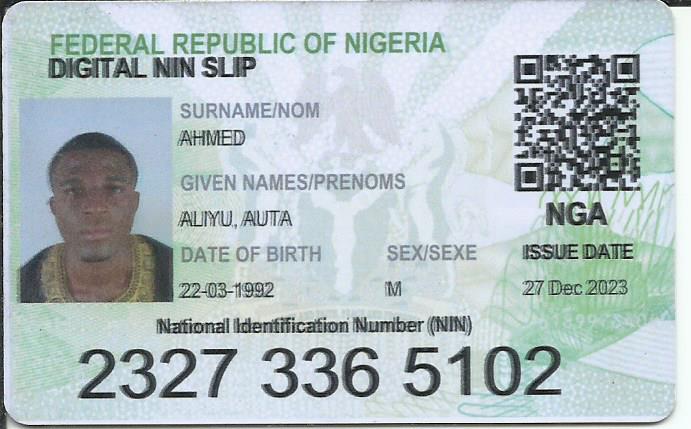 FEDERAL REPUBLIC OF NIGERIA
DIGITAL NIN SLIP
SURNAME/NOM
AHMED
GIVEN NAMES/PRENOMS
ALIYU, AUTA
NGA
DATE OF BIRTH SEX/SEXE ISSUE DATE
22-03-1992 M 27 Dec 2023
National Identification Number (NIN)
2327 336 5102